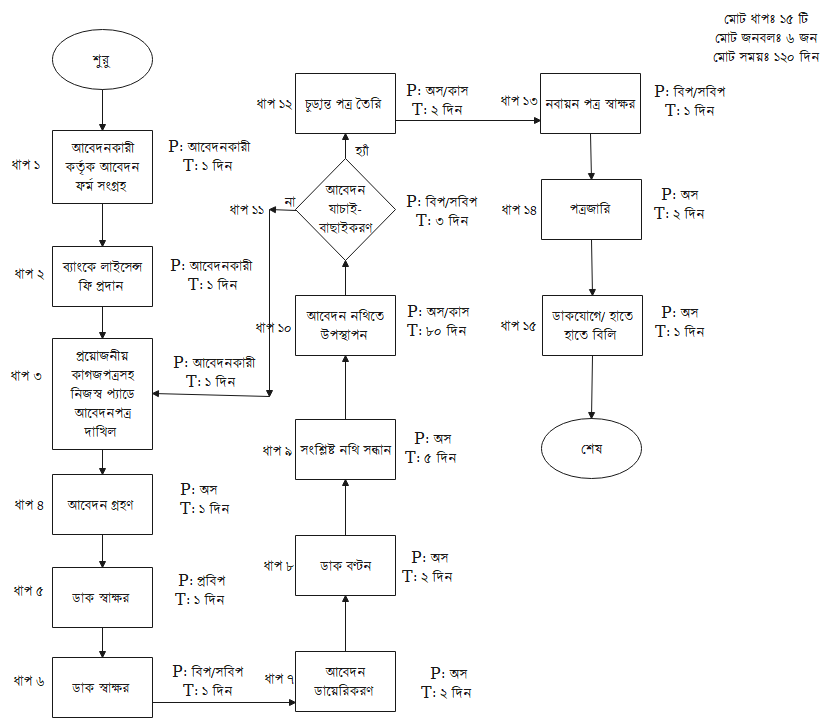 মোট ধাপঃ ১৫ টি
মোট জনবলঃ ৬ জন
মোট সময়ঃ ১২০ দিন
শুরু
ধাপ ১
আবেদনকারী
কর্তৃক আবেদন
ফর্ম সংগ্রহ
P: আবেদনকারী
T: ১ দিন
ধাপ ২
ব্যাংকে লাইসেন্স
ফি প্রদান
P: আবেদনকারী
T: ১ দিন
ধাপ ৩
প্রয়োজনীয়
কাগজপত্রসহ
নিজস্ব প্যাডে
আবেদনপত্র
দাখিল
P: আবেদনকারী
T: ১ দিন
ধাপ ৪
আবেদন গ্রহণ
P: অস
T: ১ দিন
ধাপ ৫
ডাক স্বাক্ষর
P: প্রবিপ
T: ১ দিন
ধাপ ৬
ডাক স্বাক্ষর
P: বিপ/সবিপ
T: ১ দিন
ধাপ ৭
আবেদন
ডায়েরিকরণ
P: অস
T: ২ দিন
ধাপ ৮
ডাক বণ্টন
P: অস
T: ২ দিন
ধাপ ৯
সংশ্লিষ্ট নথি সন্ধান
P: অস
T: ৫ দিন
ধাপ ১০
আবেদন নথিতে
উপস্থাপন
P: অস/কাস
T: ৮০ দিন
ধাপ ১১
না
আবেদন
যাচাই-
বাছাইকরণ
হ্যাঁ
P: বিপ/সবিপ
T: ৩ দিন
ধাপ ১২
চূড়ান্ত পত্র তৈরি
P: অস/কাস
T: ২ দিন
ধাপ ১৩
নবায়ন পত্র স্বাক্ষর
P: বিপ/সবিপ
T: ১ দিন
ধাপ ১৪
পত্রজারি
P: অস
T: ২ দিন
ধাপ ১৫
ডাকযোগে/ হাতে
হাতে বিলি
P: অস
T: ১ দিন
শেষ